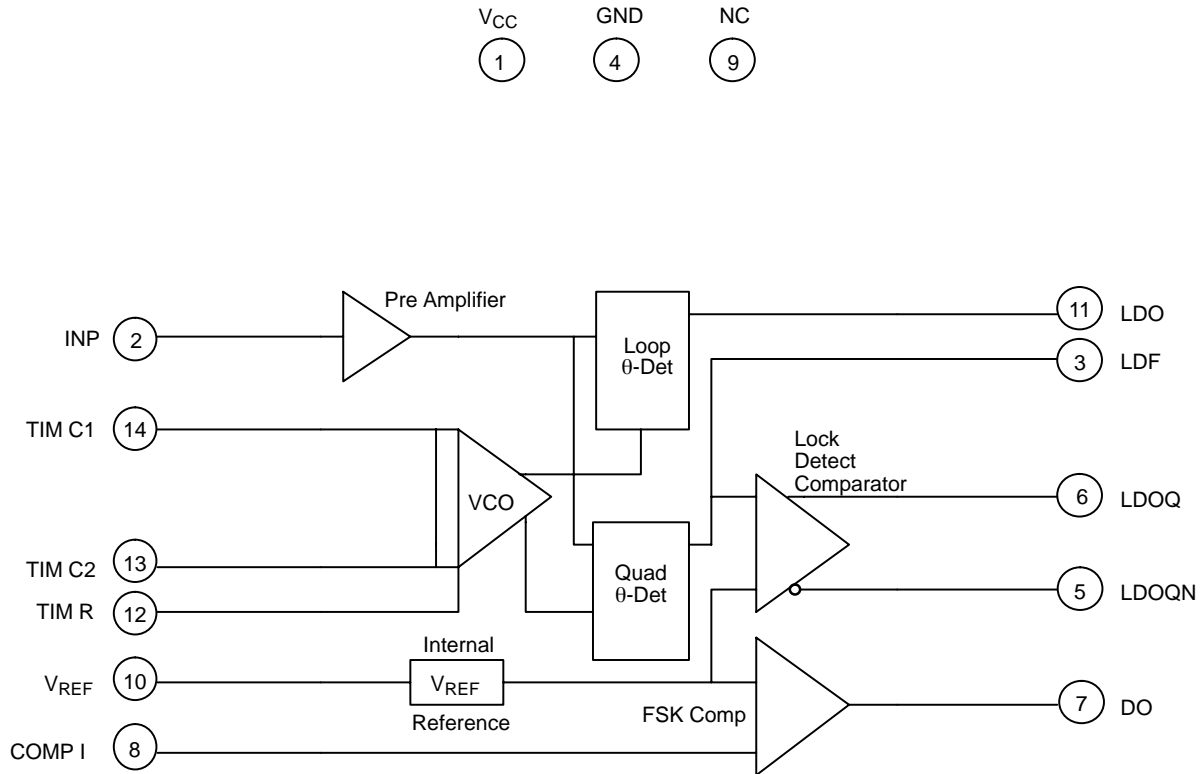 VCC GND NC
1 4 9
Pre Amplifier
INP 2
Loop
θ-Det
11 LDO
3 LDF
TIM C1 14
VCO
Lock
Detect
Comparator
6 LDOQ
TIM C2 13
TIM R 12
Quad
θ-Det
5 LDOQN
Internal
VREF 10
VREF
Reference
FSK Comp
7 DO
COMP I 8